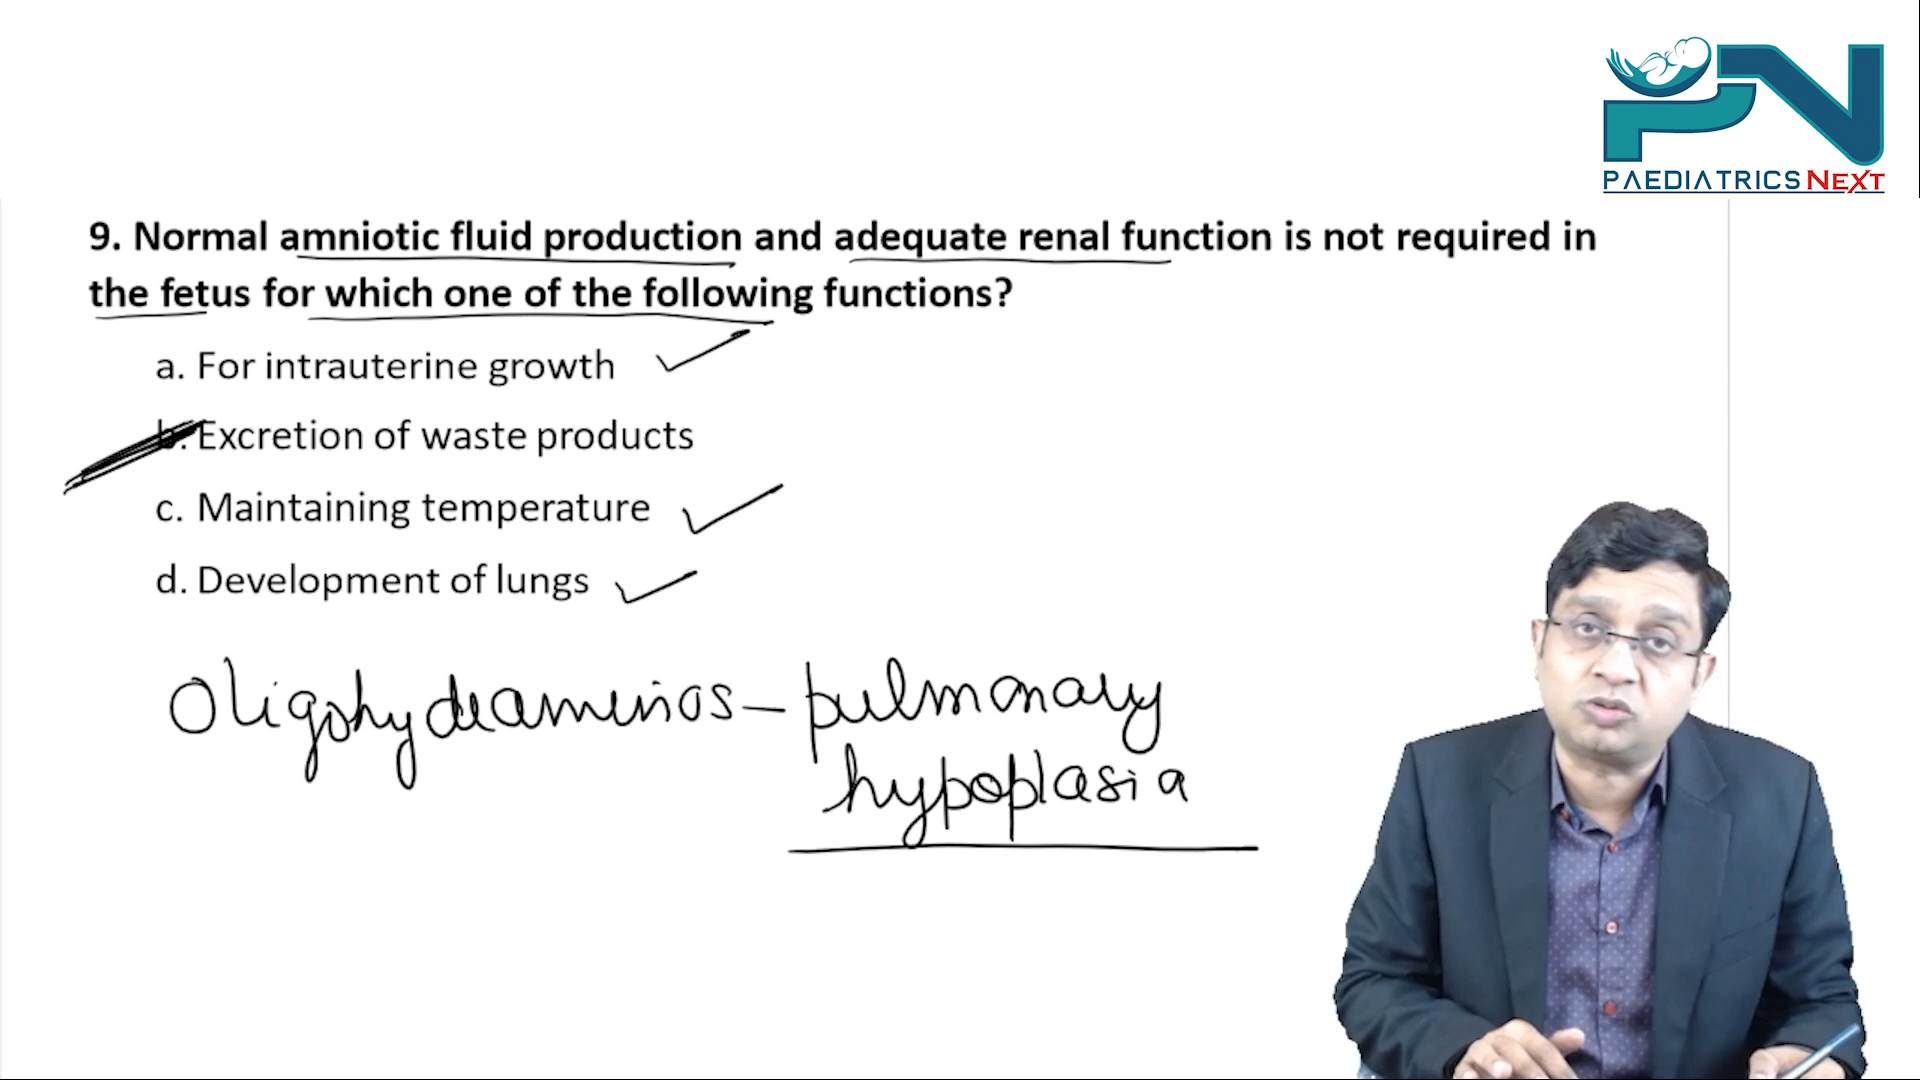 PN
PAEDIATRICS NEXT
9. Normal amniotic fluid production and adequate renal function is not required in
the fetus for which one of the following functions?
a. For intrauterine growth
b. Excretion of waste products
c. Maintaining temperature
d. Development of lungs
Oligohydramnios - pulmonary
hypoplasia